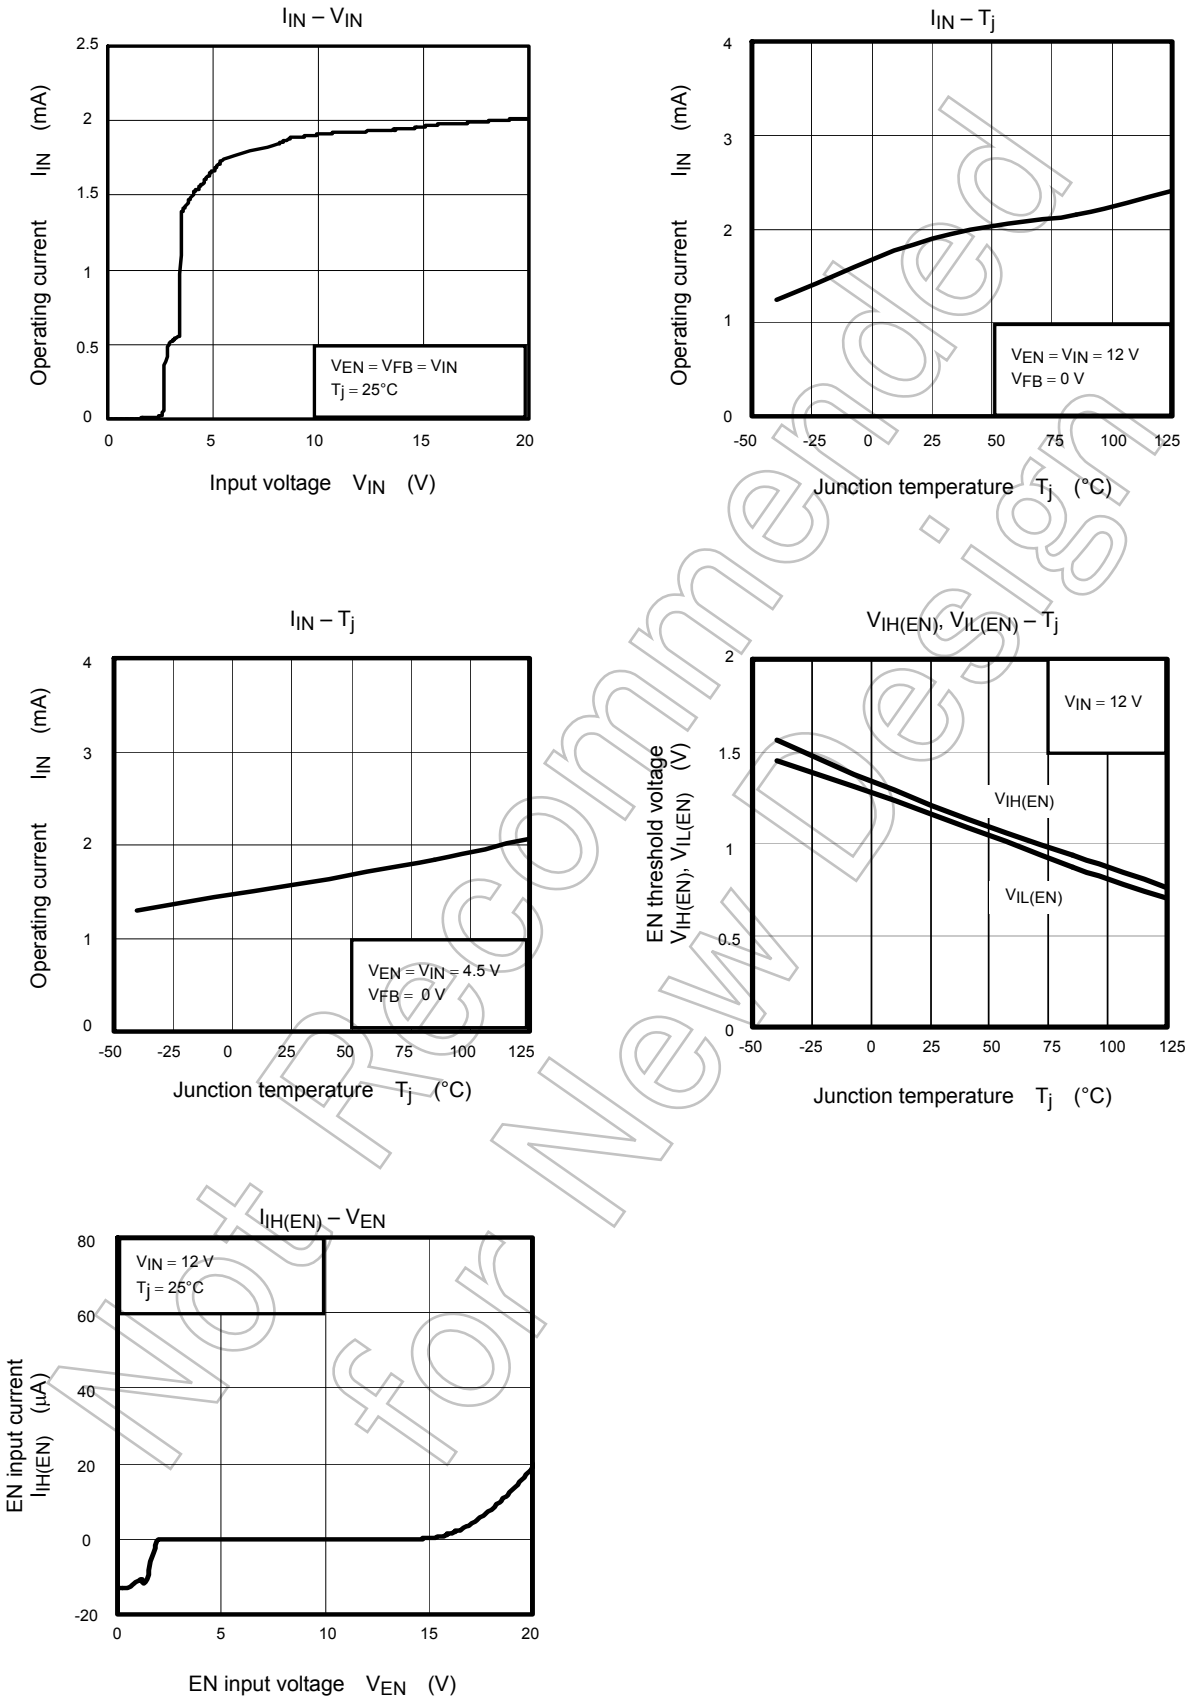 IIN – VIN
Operating current IIN (mA)
2.5
2
1.5
1
0.5
0
VEN = VFB = VIN
Tj = 25°C
0 5 10 15 20
Input voltage VIN (V)
IIN – Tj
Operating current IIN (mA)
4
3
2
1
0
VEN = VIN = 12 V
VFB = 0 V
-50 -25 0 25 50 75 100 125
Junction temperature Tj (°C)
IIN – Tj
Operating current IIN (mA)
4
3
2
1
0
VEN = VIN = 4.5 V
VFB = 0 V
-50 -25 0 25 50 75 100 125
Junction temperature Tj (°C)
VIH(EN), VIL(EN) – Tj
EN threshold voltage
VIH(EN), VIL(EN) (V)
2
1.5
1
0.5
0
VIN = 12 V
VIH(EN)
VIL(EN)
-50 -25 0 25 50 75 100 125
Junction temperature Tj (°C)
IIH(EN) – VEN
EN input current
IIH(EN) (μA)
80
60
40
20
0
-20
VIN = 12 V
Tj = 25°C
0 5 10 15 20
EN input voltage VEN (V)
Not Recommended
for New Design